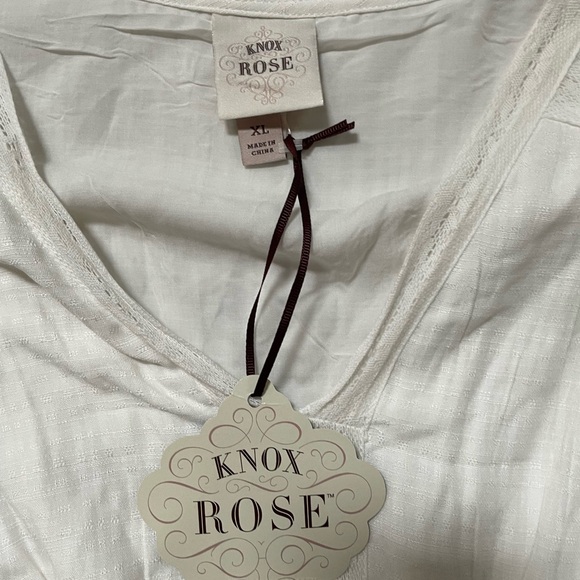 KNOX
ROSE
XL
MADE IN
CHINA
KNOX
ROSE™